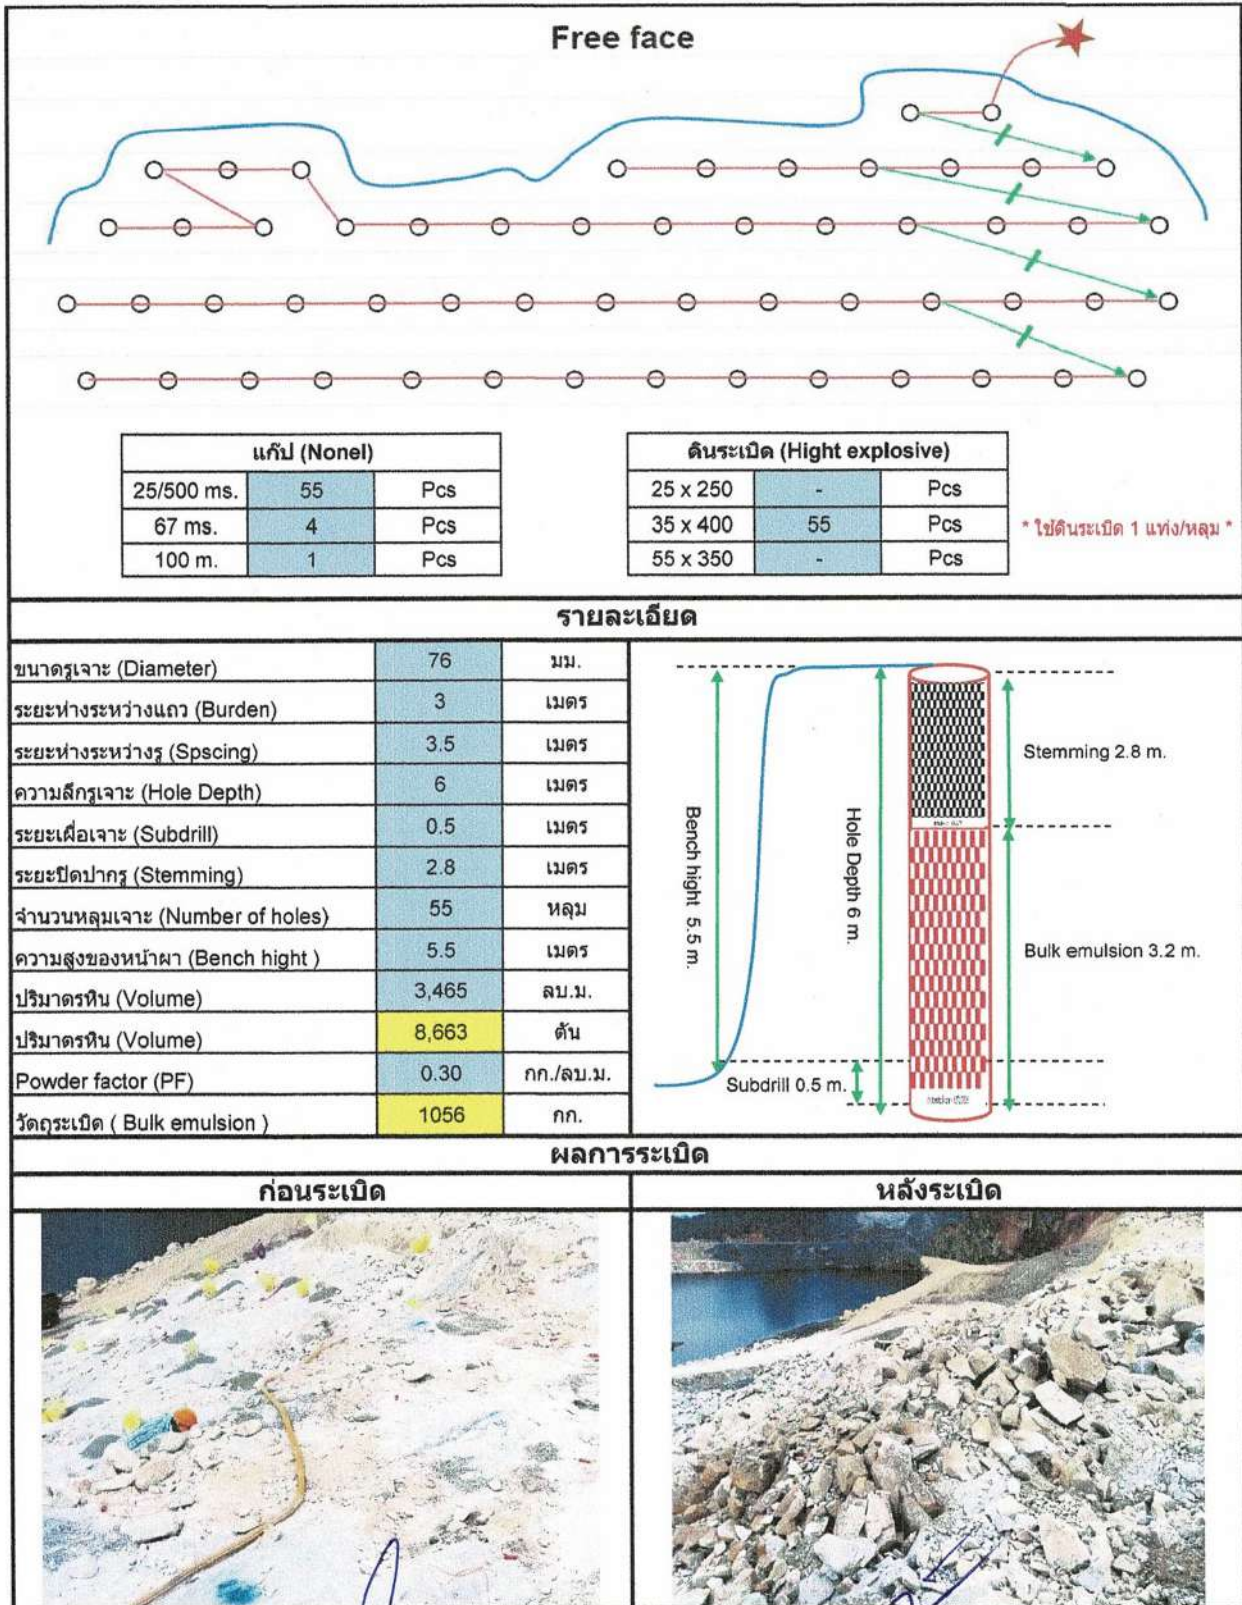 Free face
แก๊ป (Nonel)
25/500 ms. 55 Pcs
67 ms. 4 Pcs
100 m. 1 Pcs
ดินระเบิด (Hight explosive)
25 x 250 - Pcs
35 x 400 55 Pcs
55 x 350 - Pcs
* ใช้ดินระเบิด 1 แท่ง/หลุม *
รายละเอียด
ขนาดรูเจาะ (Diameter) 76 มม.
ระยะห่างระหว่างแถว (Burden) 3 เมตร
ระยะห่างระหว่างรู (Spscing) 3.5 เมตร
ความลึกรูเจาะ (Hole Depth) 6 เมตร
ระยะเผื่อเจาะ (Subdrill) 0.5 เมตร
ระยะปิดปากรู (Stemming) 2.8 เมตร
จำนวนหลุมเจาะ (Number of holes) 55 หลุม
ความสูงของหน้าผา (Bench hight ) 5.5 เมตร
ปริมาตรหิน (Volume) 3,465 ลบ.ม.
ปริมาตรหิน (Volume) 8,663 ตัน
Powder factor (PF) 0.30 กก./ลบ.ม.
วัตถุระเบิด ( Bulk emulsion ) 1056 กก.
Bench hight 5.5 m.
Hole Depth 6 m.
Stemming 2.8 m.
Bulk emulsion 3.2 m.
Subdrill 0.5 m.
ผลการระเบิด
ก่อนระเบิด
หลังระเบิด